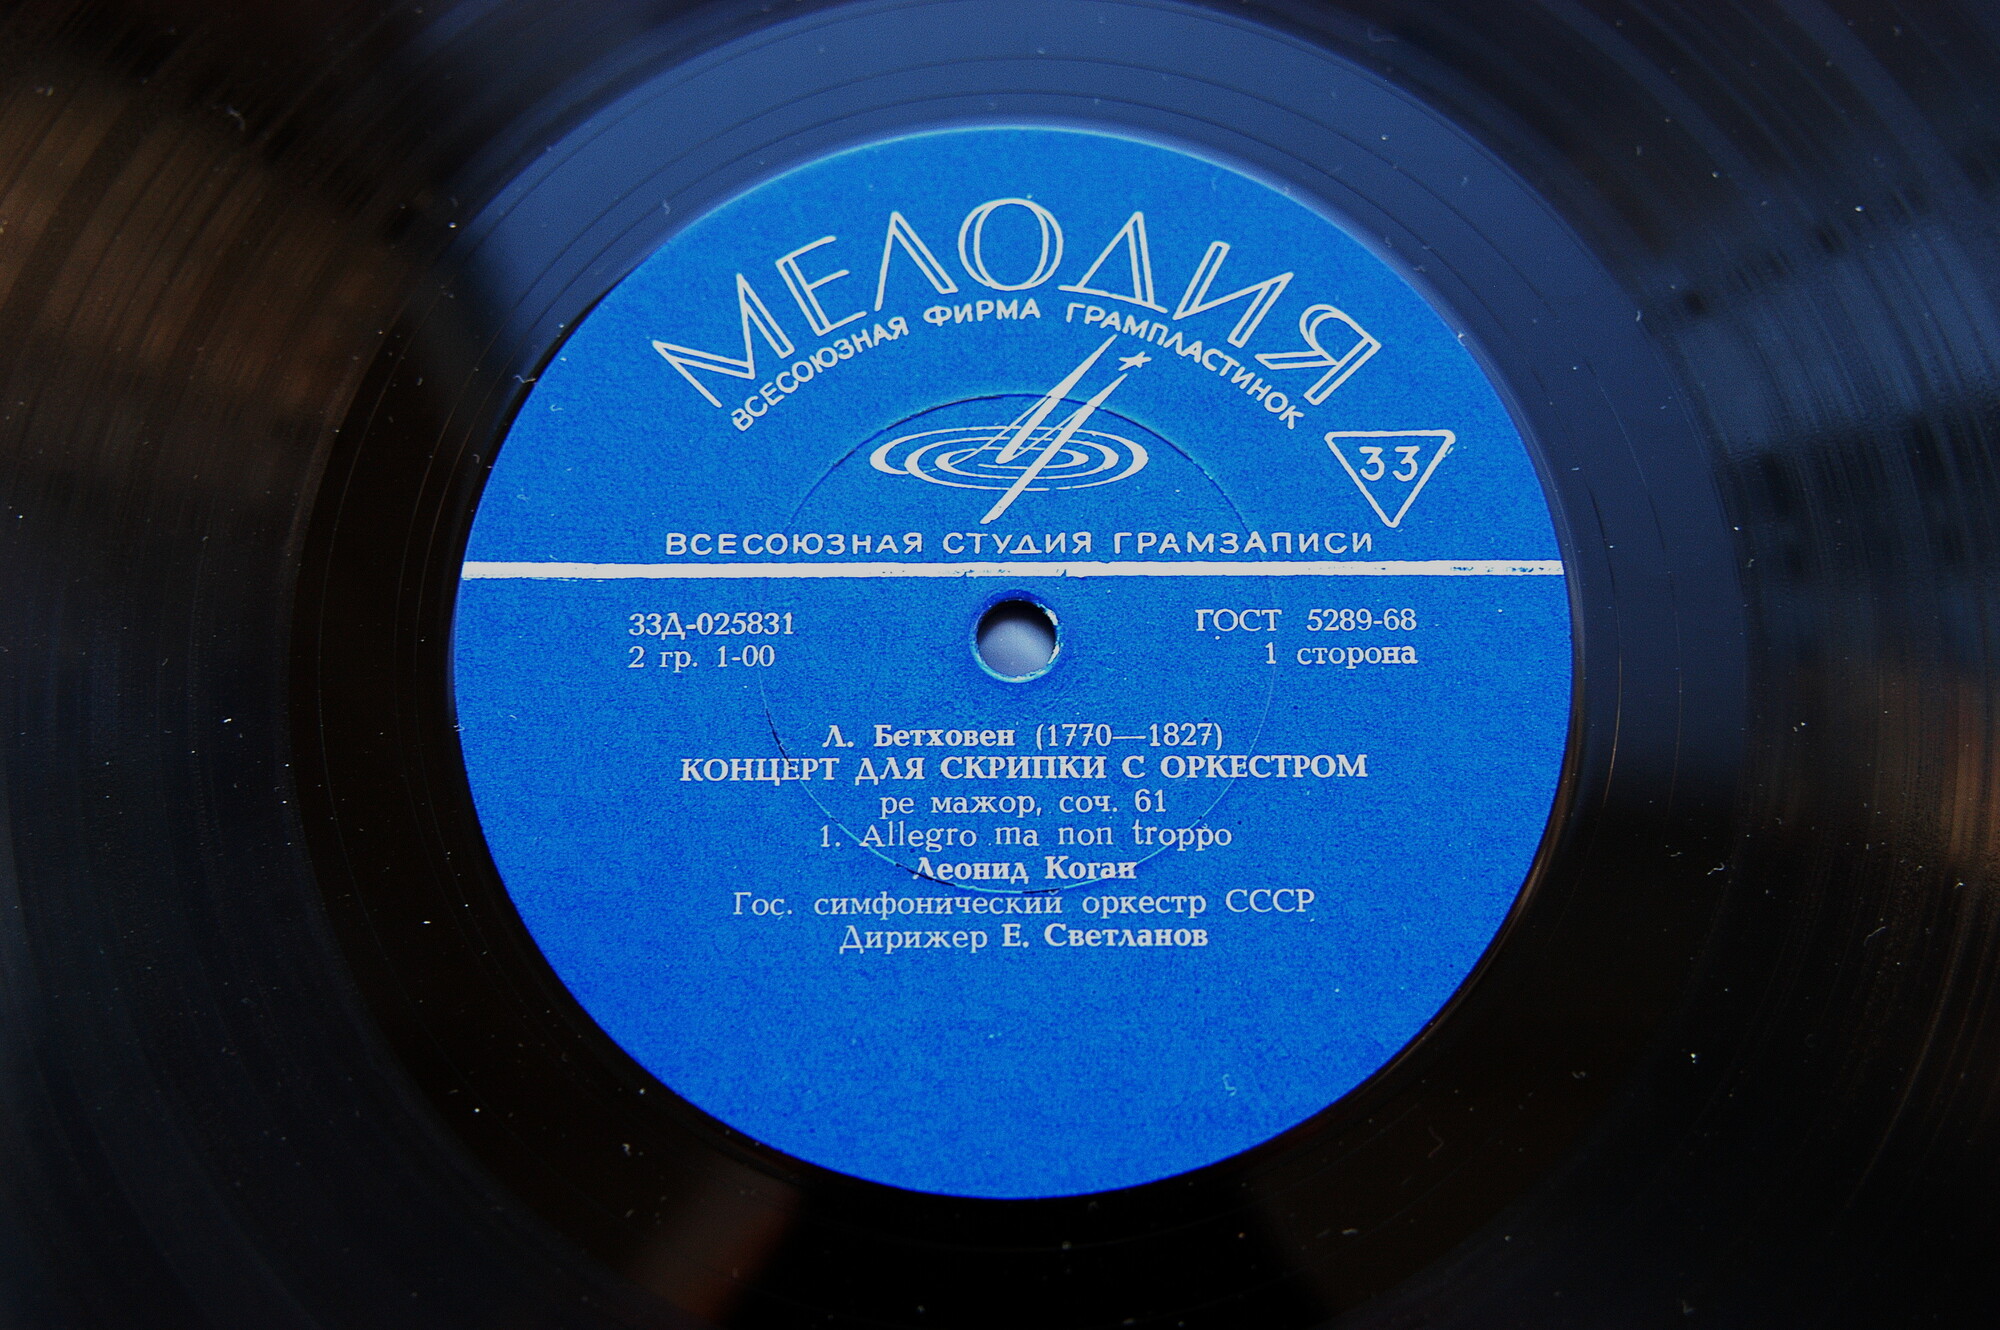 МЕЛОДИЯ
ВСЕСОЮЗНАЯ ФИРМА ГРАМПЛАСТИНОК
33
ВСЕСОЮЗНАЯ СТУДИЯ ГРАМЗАПИСИ
33Д-025831
2 гр. 1-00
ГОСТ 5289-68
1 сторона
Л. Бетховен (1770—1827)
КОНЦЕРТ ДЛЯ СКРИПКИ С ОРКЕСТРОМ
ре мажор, соч. 61
1. Allegro ma non troppo
Леонид Коган
Гос. симфонический оркестр СССР
Дирижер Е. Светланов